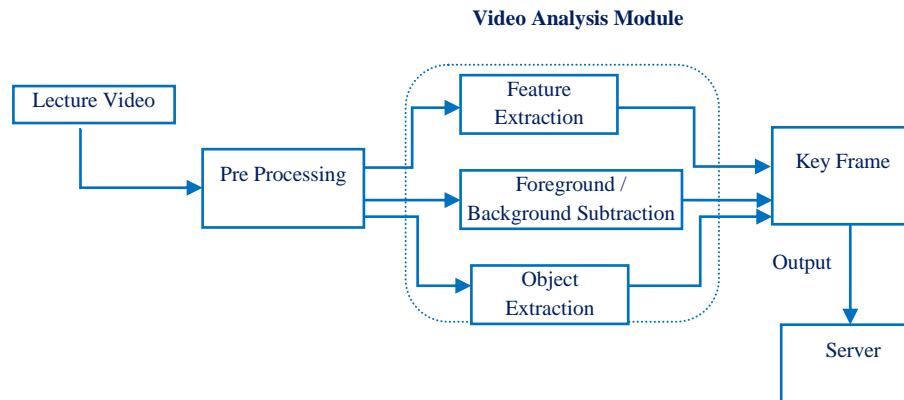 Video Analysis Module
Lecture Video
Pre Processing
Feature
Extraction
Foreground /
Background Subtraction
Object
Extraction
Key Frame
Output
Server